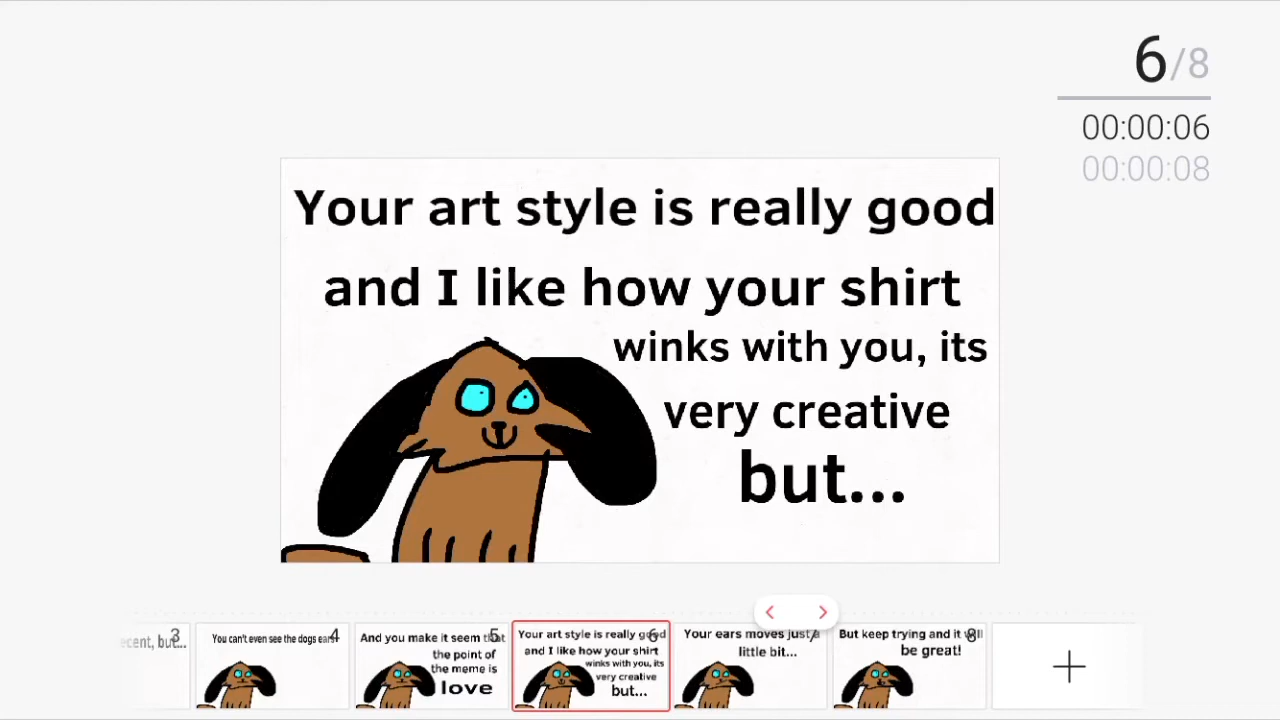 6/8
00:00:06
00:00:08
Your art style is really good
and I like how your shirt
winks with you, its
very creative
but...
ecent, but...
3
You can't even see the dogs ears
4
And you make it seem that
the point of
the meme is
love
5
Your art style is really good
and I like how your shirt
winks with you, its
very creative
but...
6
Your ears moves just a
little bit...
But keep trying and it will
be great!
8